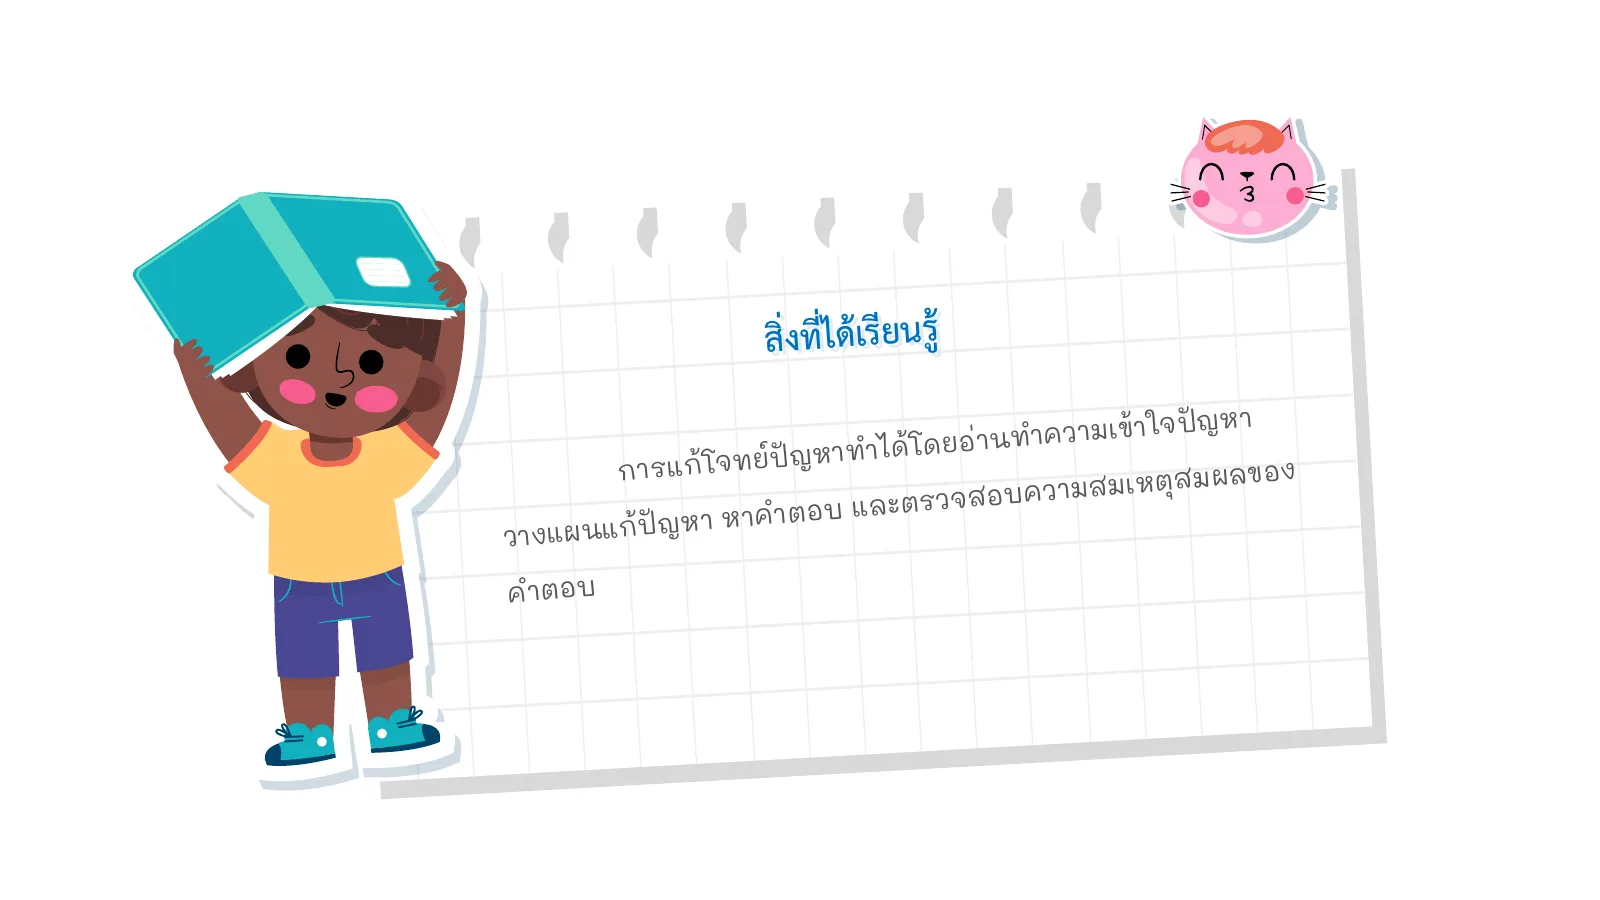 สิ่งที่ได้เรียนรู้
การแก้โจทย์ปัญหาทำได้โดยอ่านทำความเข้าใจปัญหา
วางแผนแก้ปัญหา หาคำตอบ และตรวจสอบความสมเหตุสมผลของ
คำตอบ